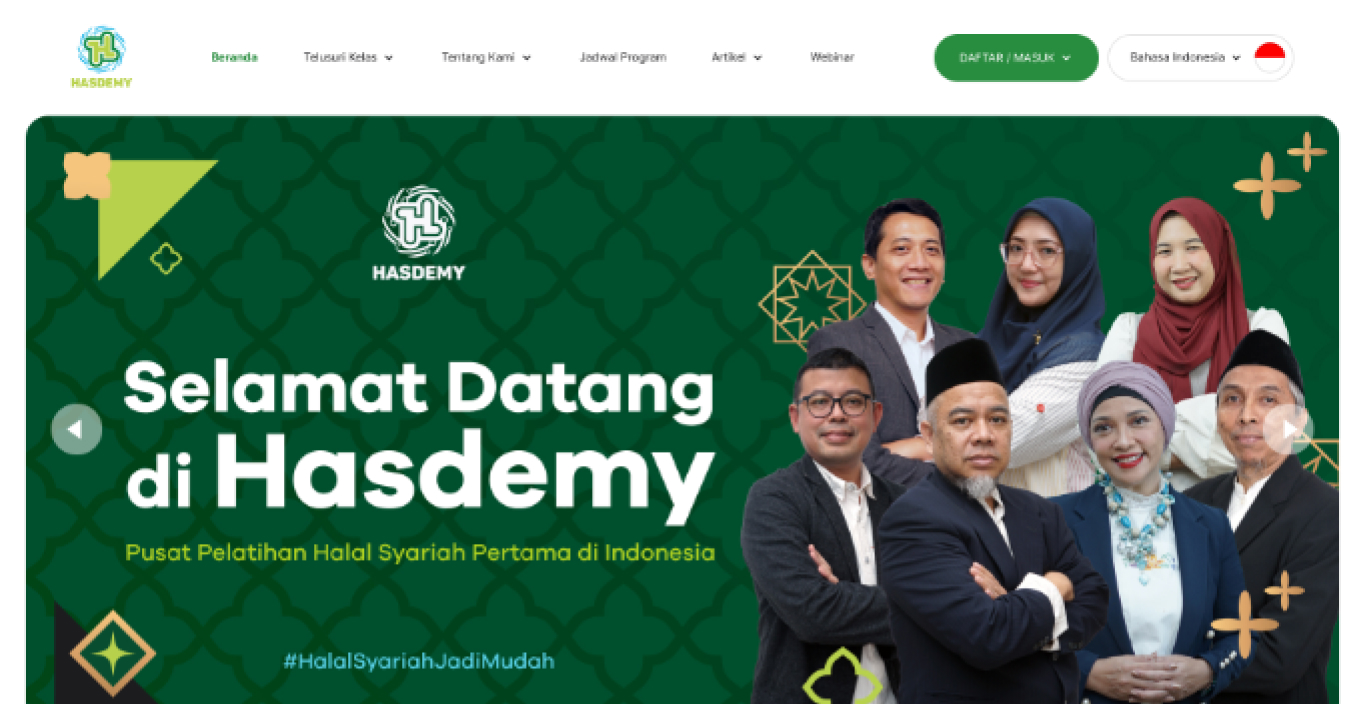 HASDEMY
Beranda Telusuri Kelas Tentang Kami Jadwal Program Artikel Webinar DAFTAR / MASUK Bahasa Indonesia
HASDEMY
Selamat Datang
di Hasdemy
Pusat Pelatihan Halal Syariah Pertama di Indonesia
#HalalSyariahJadiMudah